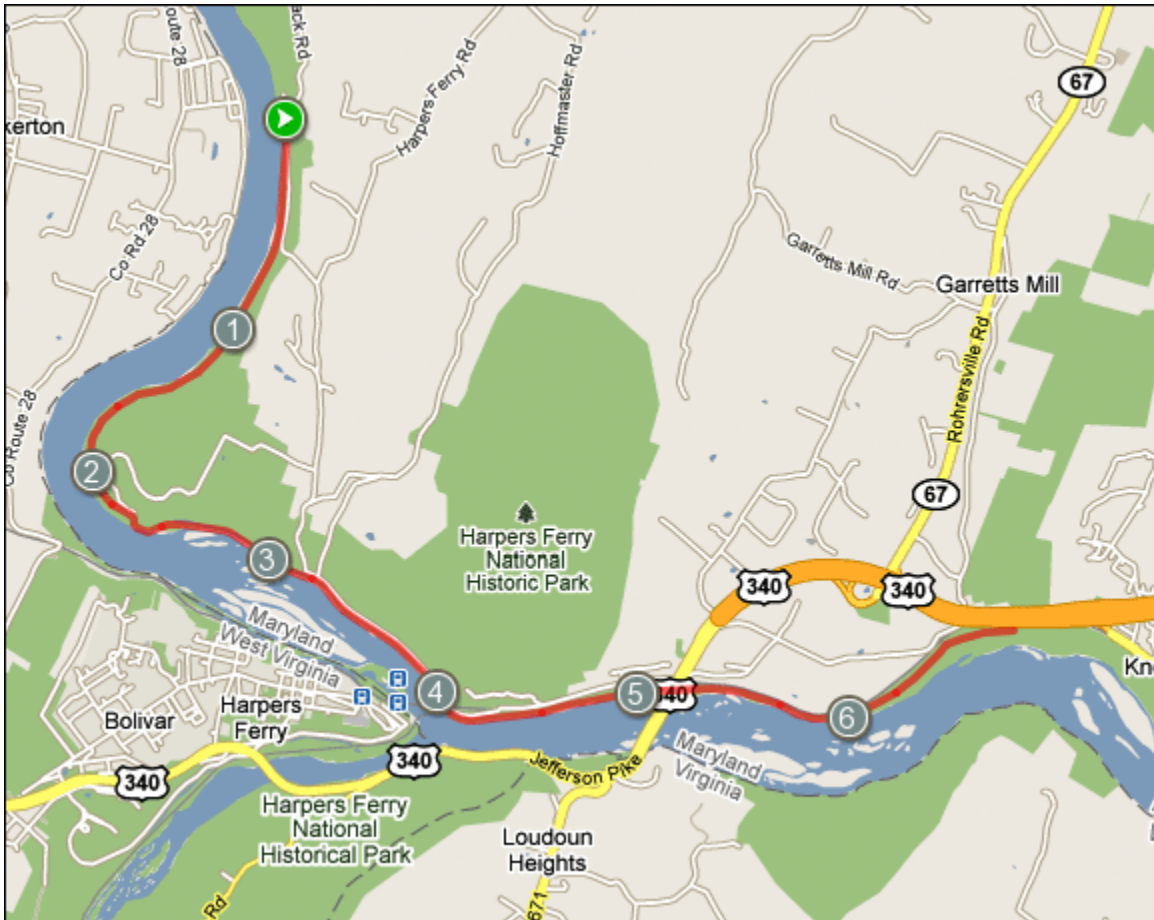 Route 28
ack Rd
Harpers Ferry Rd
Hoffmaster Rd
67
kerton
Co Rd 28
Garretts Mill Rd
Garretts Mill
1
Rohrersville Rd
Co Route 28
2
67
Harpers Ferry
National
Historic Park
3
340
340
Maryland
West Virginia
4
5
340
6
Kno
Bolivar
Harpers
Ferry
340
340
Jefferson Pike
Maryland
Virginia
Harpers Ferry
National
Historical Park
Loudoun
Heights
671
Rd